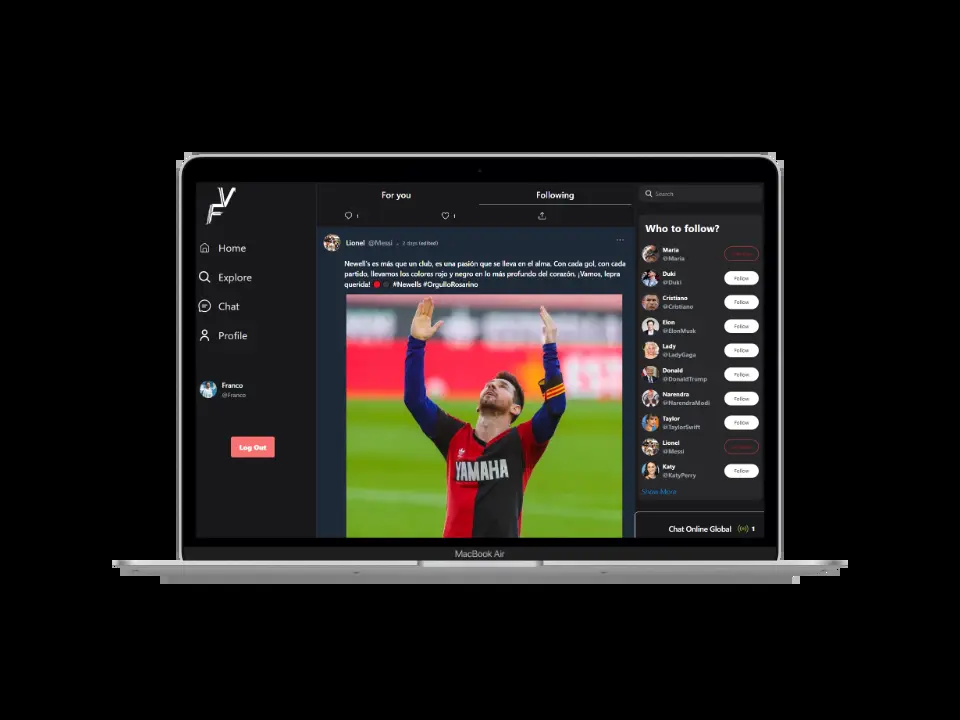 VF
For you
Following
Search
1
1
Home
Explore
Chat
Profile
Franco
@Franco
Log Out
Lionel @Messi . 3 days (edited)
...
Newell's es más que un club, es una pasión que se lleva en el alma. Con cada gol, con cada
partido, llevamos los colores rojo y negro en lo más profundo del corazón. ¡Vamos, lepra
querida! 🔴⚫ #Newells #OrgulloRosarino
YAMAHA
Who to follow?
Maria
@Maria
Duki
@Duki
Follow
Cristiano
@Cristiano
Follow
Elon
@ElonMusk
Follow
Lady
@LadyGaga
Follow
Donald
@DonaldTrump
Follow
Narendra
@NarendraModi
Follow
Taylor
@TaylorSwift
Follow
Lionel
@Messi
Katy
@KatyPerry
Follow
Show More
Chat Online Global 1
MacBook Air